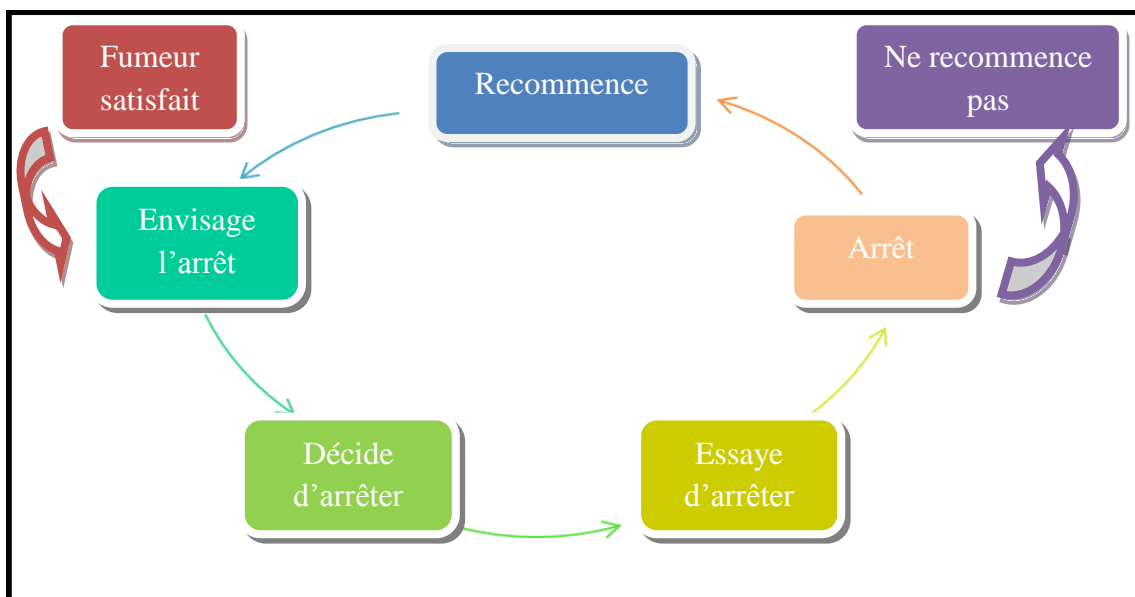 Fumeur
satisfait
Recommence
Ne recommence
pas
Envisage
l’arrêt
Arrêt
Décide
d’arrêter
Essaye
d’arrêter